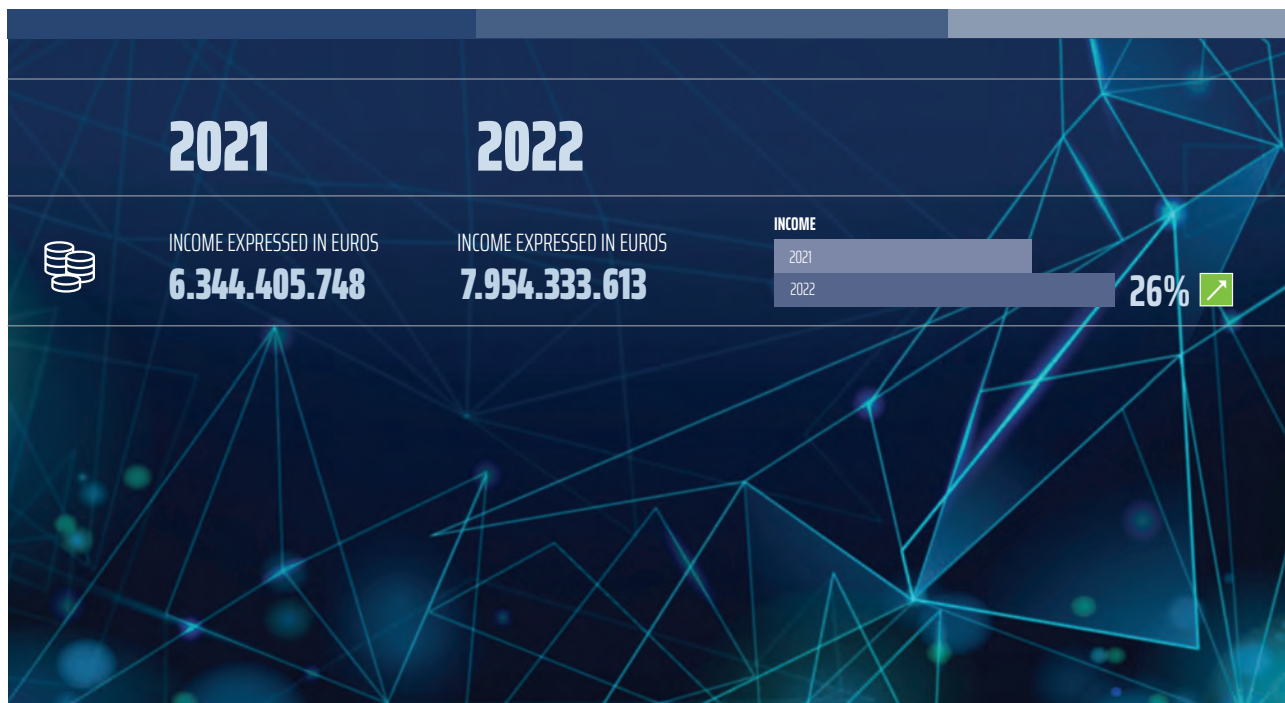 2021
2022
INCOME EXPRESSED IN EUROS
6.344.405.748
INCOME EXPRESSED IN EUROS
7.954.333.613
INCOME
2021
2022
26%